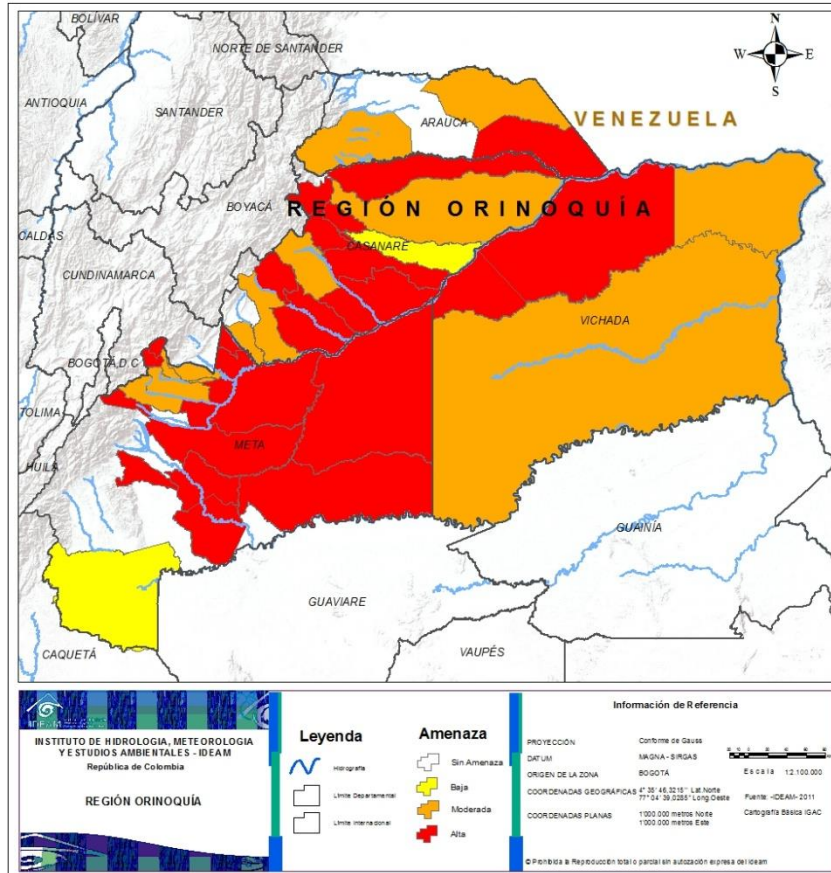 BOLÍVAR
N
NORTE DE SANTANDER
W E
S
ANTIOQUIA
SANTANDER
ARAUCA
VENEZUELA
BOYACÁ
REGIÓN ORINOQUÍA
CALDAS
CASANARE
CUNDINAMARCA
VICHADA
BOGOTÁ, D.C
TOLIMA
META
HUILA
GUAINÍA
GUAVIARE
CAQUETÁ
VAUPÉS
IDEAM
INSTITUTO DE HIDROLOGIA, METEOROLOGIA
Y ESTUDIOS AMBIENTALES - IDEAM
República de Colombia
REGIÓN ORINOQUÍA
Leyenda
Hidrografía
Límite Departamental
Límite Internacional
Amenaza
Sin Amenaza
Baja
Moderada
Alta
Información de Referencia
PROYECCIÓN Conforme de Gauss
DATUM MAGNA - SIRGAS
ORIGEN DE LA ZONA BOGOTÁ
Escala 1:2.100.000
COORDENADAS GEOGRÁFICAS 4° 35' 46,3215'' Lat.Norte
77° 04' 39,0285'' Long.Oeste
Fuente: -IDEAM- 2011
COORDENADAS PLANAS 1'000.000 metros Norte
1'000.000 metros Este
Cartografía Básica IGAC
© Prohibida la Reproducción total o parcial sin autozación expresa del Ideam